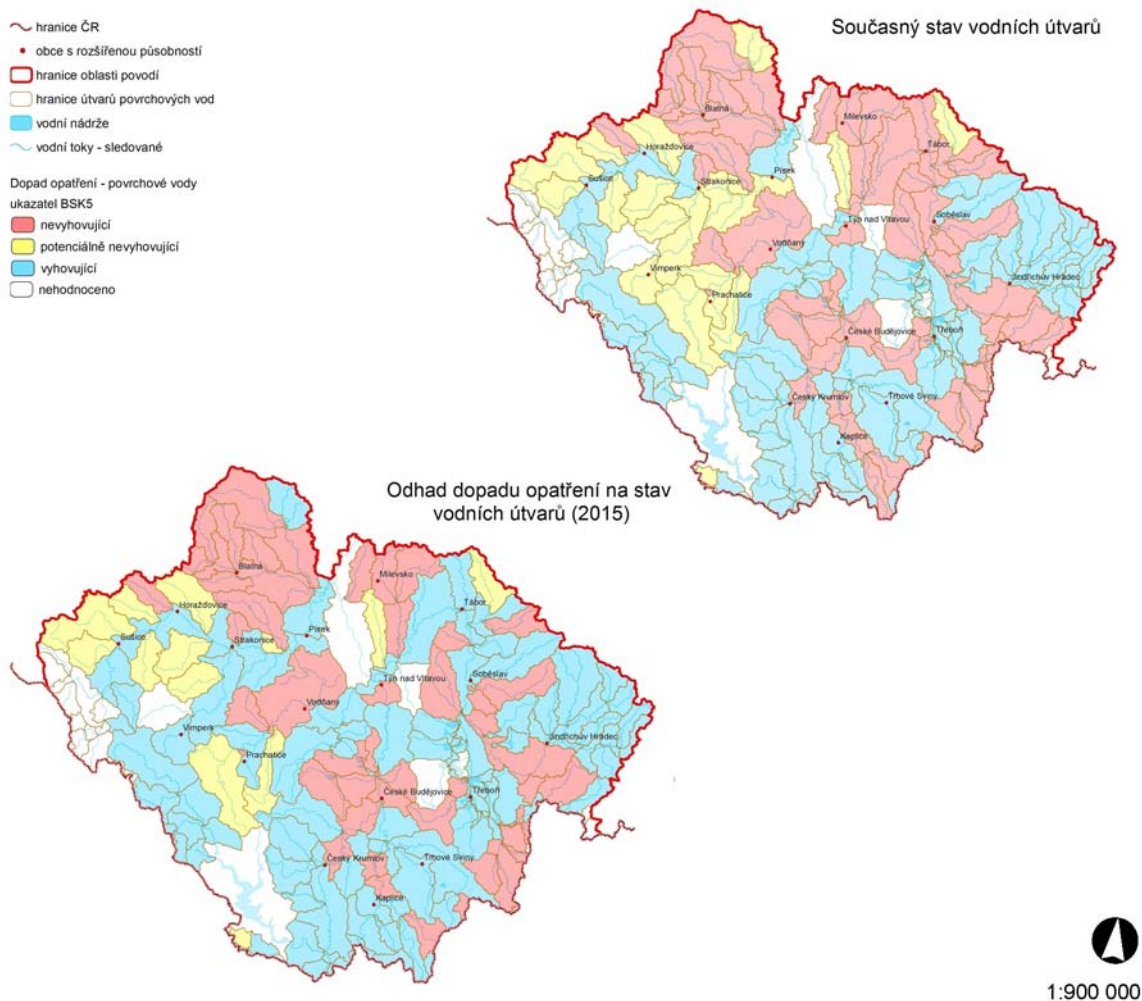 hranice ČR
obce s rozšířenou působností
hranice oblasti povodí
hranice útvarů povrchových vod
vodní nádrže
vodní toky - sledované
Dopad opatření - povrchové vody
ukazatel BSK5
nevyhovující
potenciálně nevyhovující
vyhovující
nehodnoceno
Současný stav vodních útvarů
Blatná
Milevsko
Tábor
Horažďovice
Písek
Sušice
Strakonice
Soběslav
Týn nad Vltavou
Vodňany
Vimperk
Jindřichův Hradec
Prachatice
České Budějovice
Třeboň
Český Krumlov
Trhové Sviny
Kaplice
Odhad dopadu opatření na stav
vodních útvarů (2015)
Blatná
Milevsko
Tábor
Horažďovice
Písek
Sušice
Strakonice
Soběslav
Týn nad Vltavou
Vodňany
Vimperk
Jindřichův Hradec
Prachatice
České Budějovice
Třeboň
Český Krumlov
Trhové Sviny
Kaplice
1:900 000